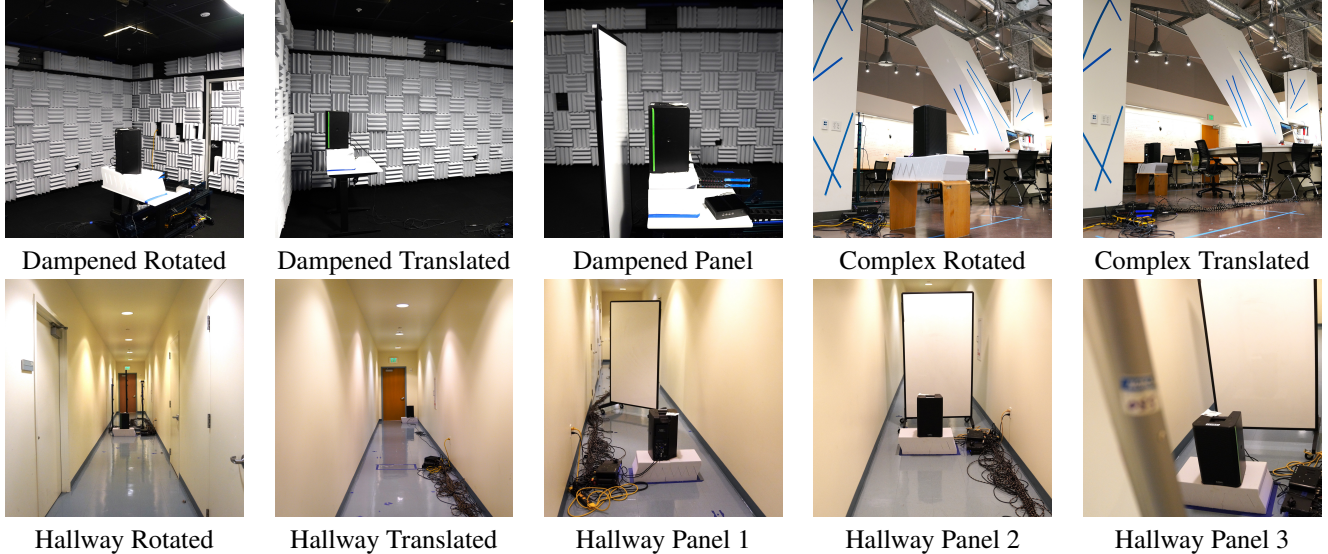 Dampened Rotated
Dampened Translated
Dampened Panel
Complex Rotated
Complex Translated
Hallway Rotated
Hallway Translated
Hallway Panel 1
Hallway Panel 2
Hallway Panel 3